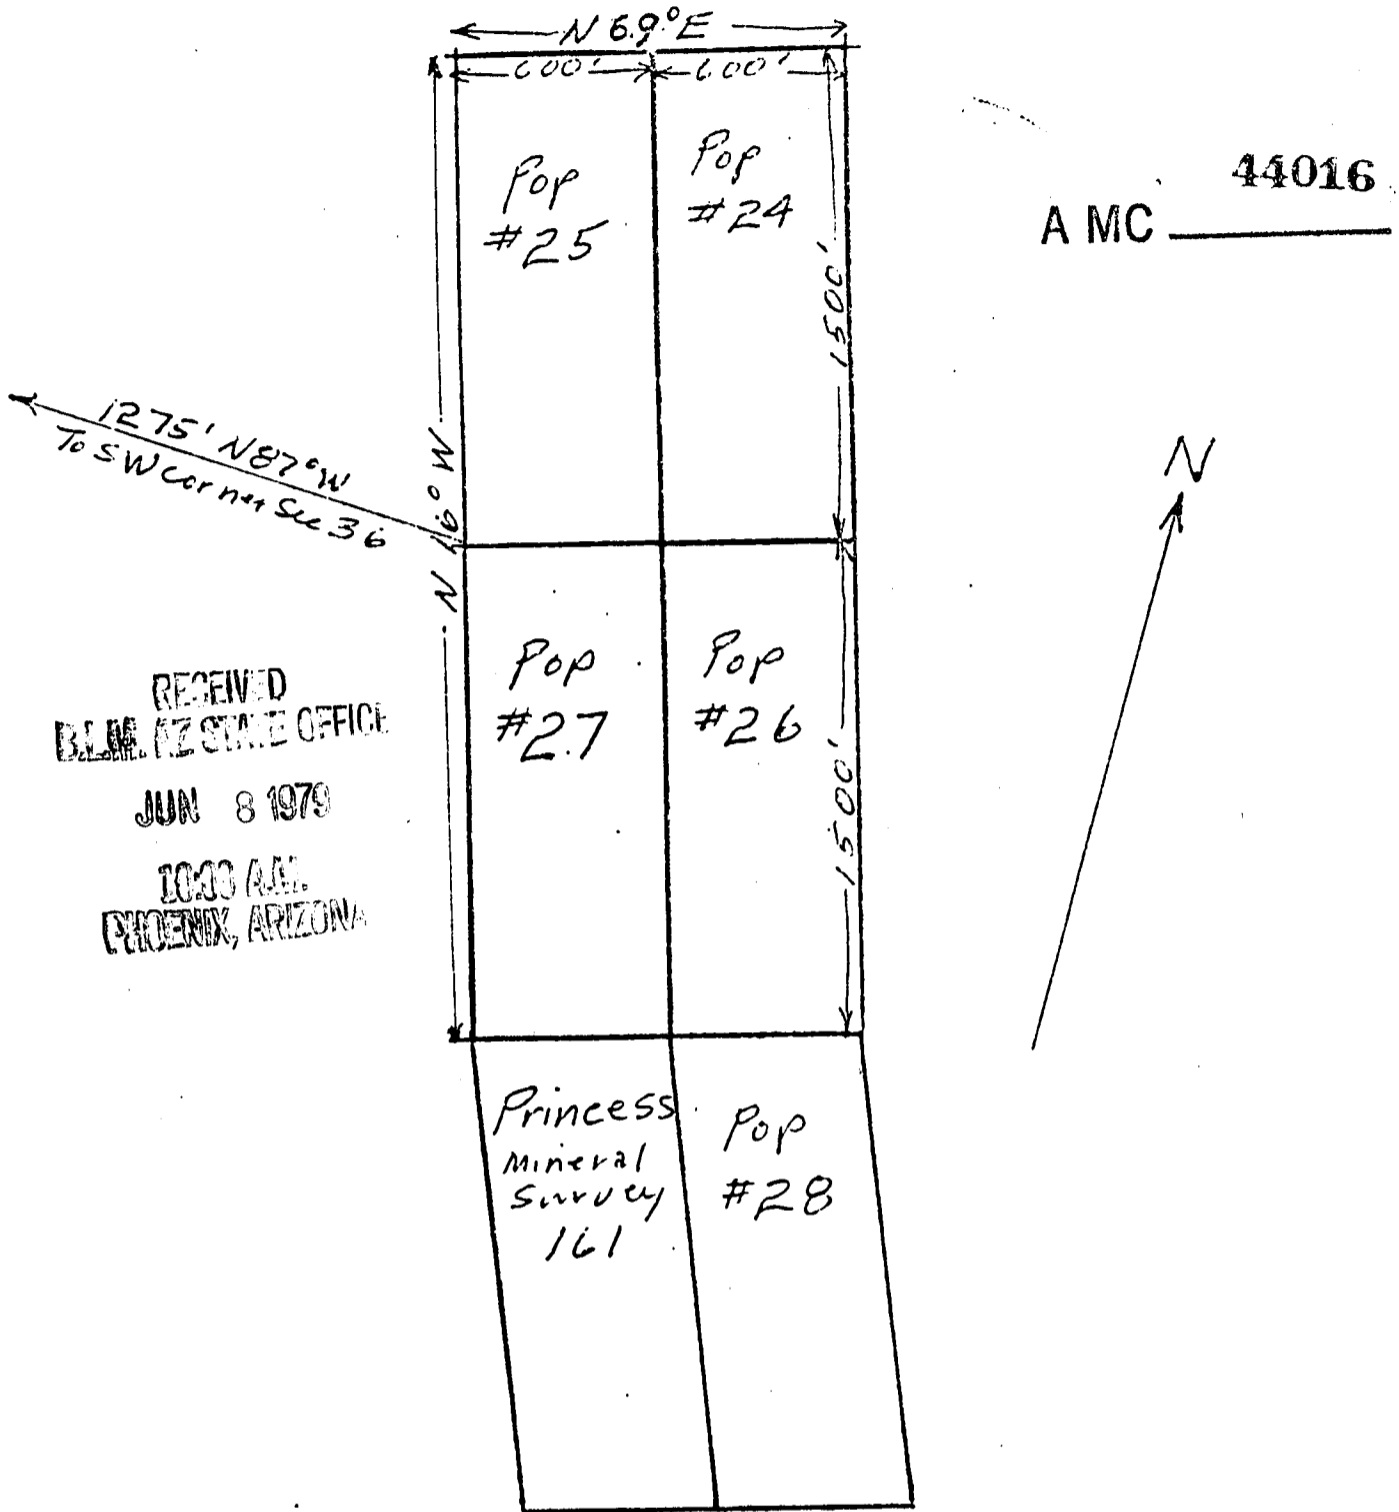 N 69°E
600' 600'
Pop
#25
Pop
#24
44016
A MC
1500'
1275' N87°W
To SW Corner Sec 36
N 16° W
N
Pop
#27
Pop
#26
1500'
RECEIVED
B.L.M. AZ STATE OFFICE
JUN 8 1979
A.M.
PHOENIX, ARIZONA
Princess
Mineral
Survey
161
Pop
#28